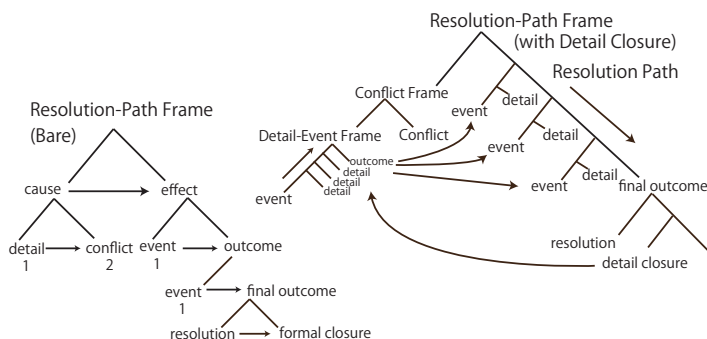 Resolution-Path Frame
(Bare)
cause
effect
detail
1
conflict
2
event
1
outcome
event
1
final outcome
resolution
formal closure
Resolution-Path Frame
(with Detail Closure)
Resolution Path
Conflict Frame
Detail-Event Frame
Conflict
event
outcome
detail
detail
detail
event
detail
event
detail
event
detail
final outcome
resolution
detail closure